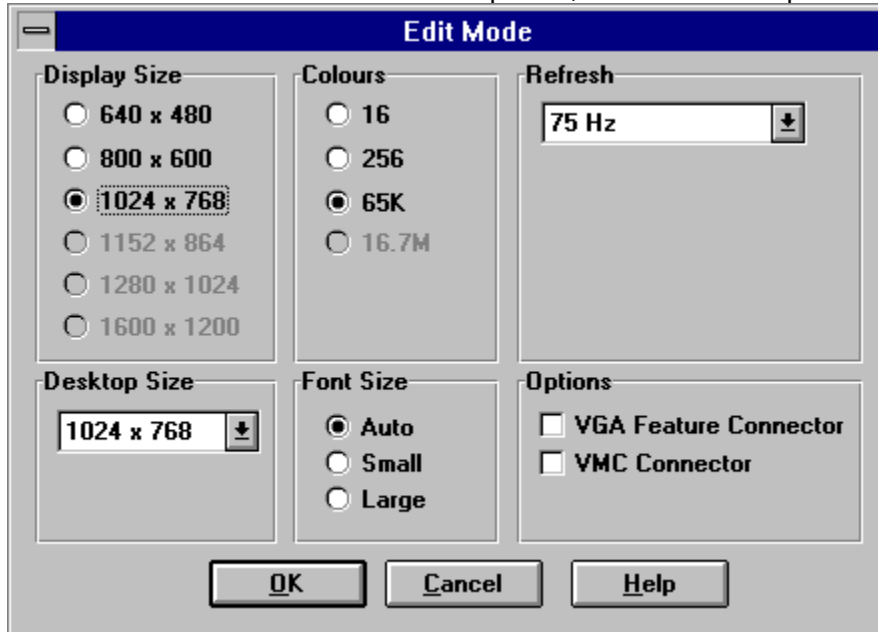 Edit Mode
Display Size
640 x 480
800 x 600
1024 x 768
1152 x 864
1280 x 1024
1600 x 1200
Colours
16
256
65K
16.7M
Refresh
75 Hz
Desktop Size
1024 x 768
Font Size
Auto
Small
Large
Options
VGA Feature Connector
VMC Connector
OK
Cancel
Help